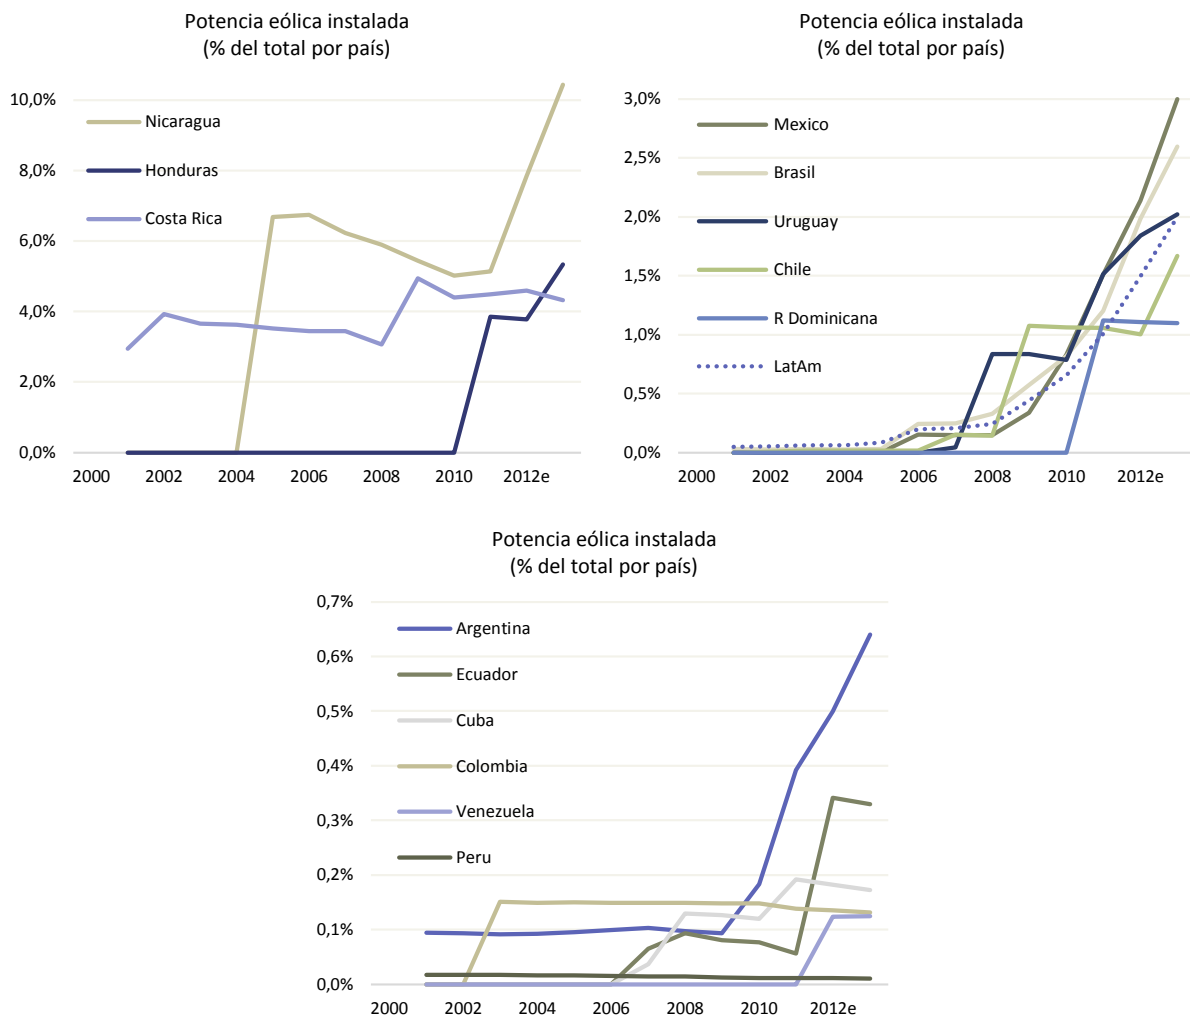 Potencia eólica instalada
(% del total por país)
10,0%
8,0%
6,0%
4,0%
2,0%
0,0%
Nicaragua
Honduras
Costa Rica
2000 2002 2004 2006 2008 2010 2012e
Potencia eólica instalada
(% del total por país)
3,0%
2,5%
2,0%
1,5%
1,0%
0,5%
0,0%
Mexico
Brasil
Uruguay
Chile
R Dominicana
LatAm
2000 2002 2004 2006 2008 2010 2012e
Potencia eólica instalada
(% del total por país)
0,7%
0,6%
0,5%
0,4%
0,3%
0,2%
0,1%
0,0%
Argentina
Ecuador
Cuba
Colombia
Venezuela
Peru
2000 2002 2004 2006 2008 2010 2012e